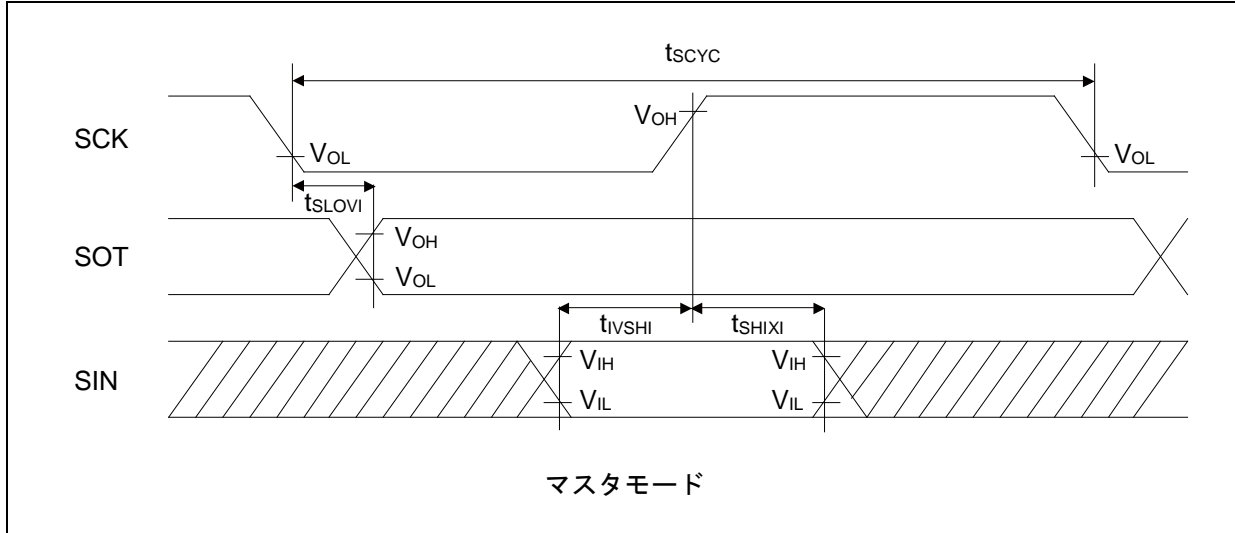 tSCYC
SCK
VOL
VOH
VOL
tSLOVI
SOT
VOH
VOL
tIVSHI
tSHIXI
SIN
VIH
VIL
VIH
VIL
マスタモード